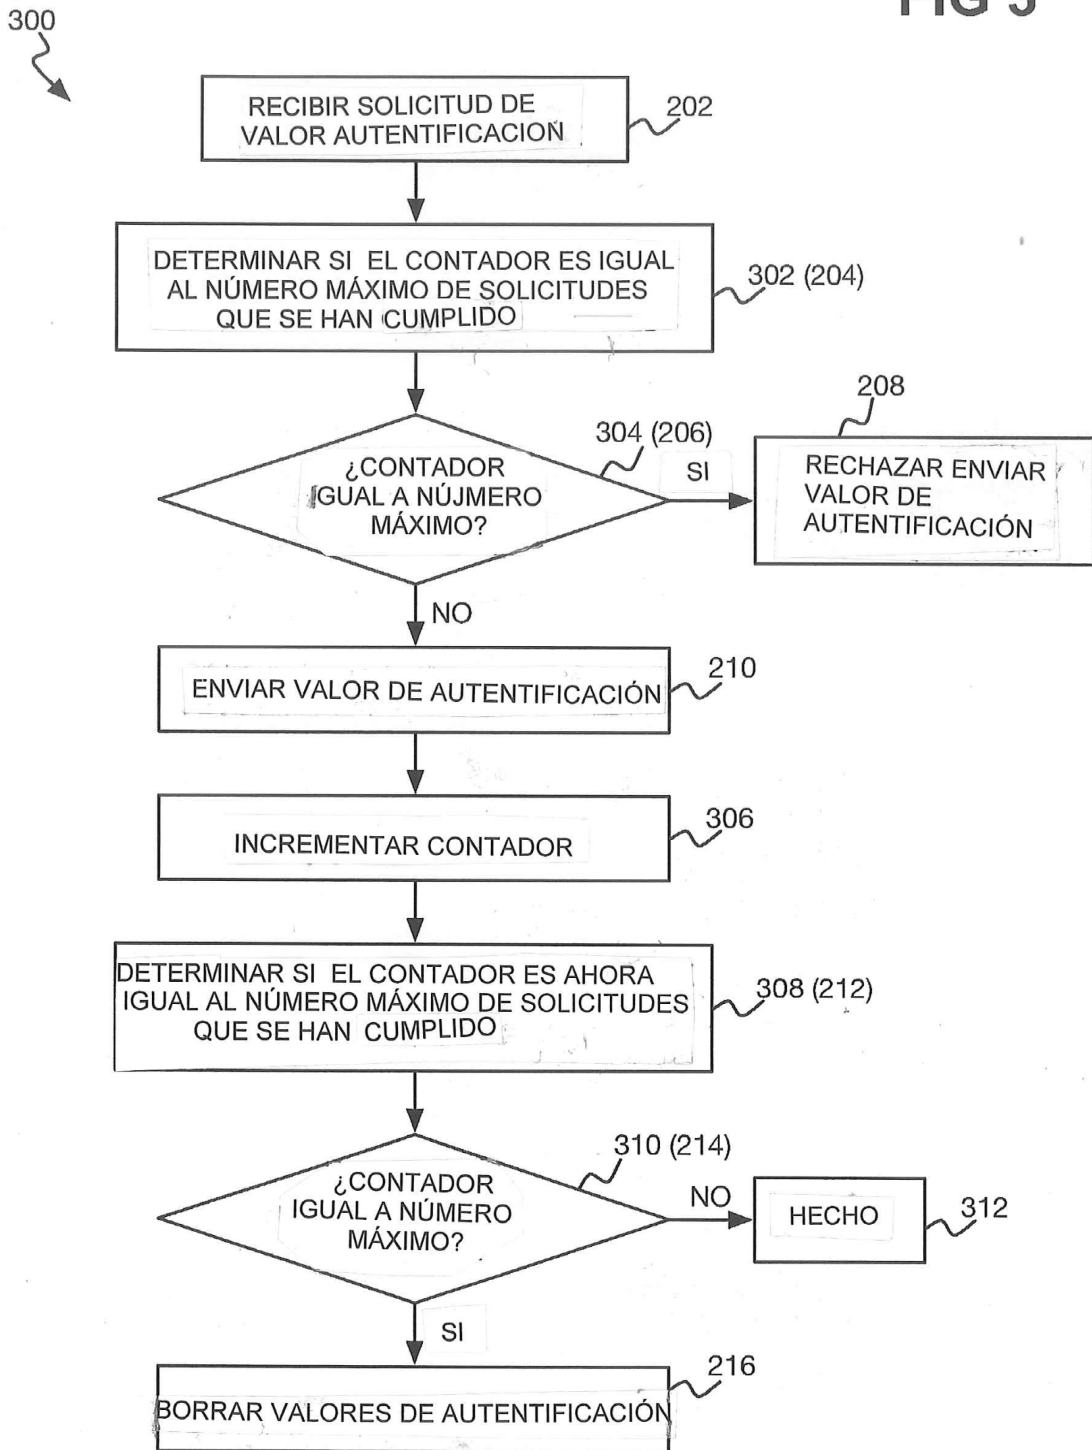 FIG 3
300
RECIBIR SOLICITUD DE
VALOR AUTENTIFICACION
202
DETERMINAR SI EL CONTADOR ES IGUAL
AL NÚMERO MÁXIMO DE SOLICITUDES
QUE SE HAN CUMPLIDO
302 (204)
¿CONTADOR
IGUAL A NÚJMERO
MÁXIMO?
304 (206)
SI
208
RECHAZAR ENVIAR
VALOR DE
AUTENTIFICACIÓN
NO
ENVIAR VALOR DE AUTENTIFICACIÓN
210
INCREMENTAR CONTADOR
306
DETERMINAR SI EL CONTADOR ES AHORA
IGUAL AL NÚMERO MÁXIMO DE SOLICITUDES
QUE SE HAN CUMPLIDO
308 (212)
¿CONTADOR
IGUAL A NÚMERO
MÁXIMO?
310 (214)
NO
HECHO
312
SI
BORRAR VALORES DE AUTENTIFICACIÓN
216